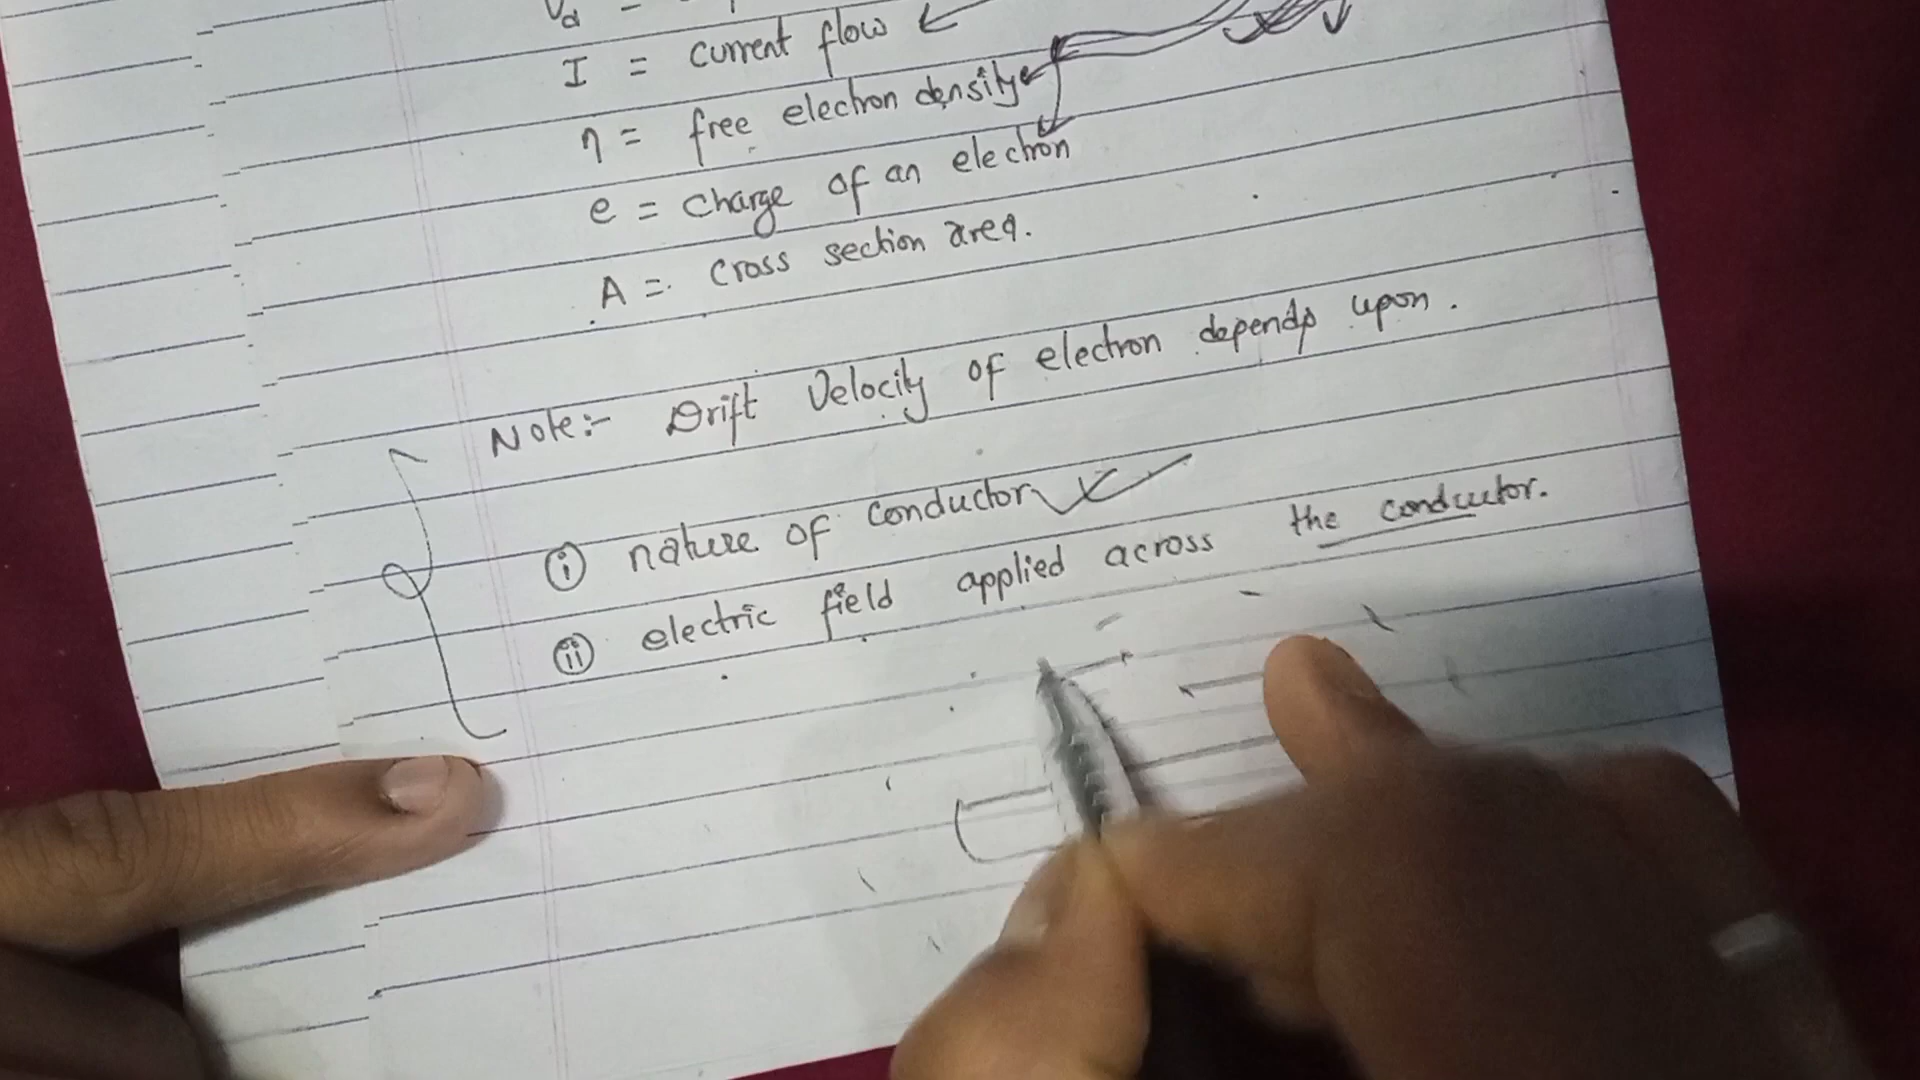 Vd =
I = current flow
η = free electron density
e = charge of an electron
A = cross section area.
Note:- Drift Velocity of electron depends upon.
(i) nature of conductor
(ii) electric field applied across the conductor.